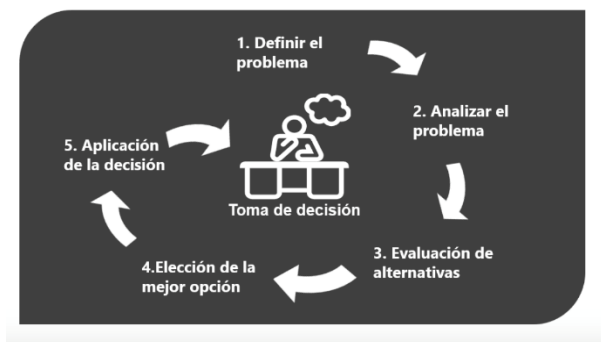 1. Definir el
problema
2. Analizar el
problema
3. Evaluación de
alternativas
4.Elección de la
mejor opción
5. Aplicación
de la decisión
Toma de decisión